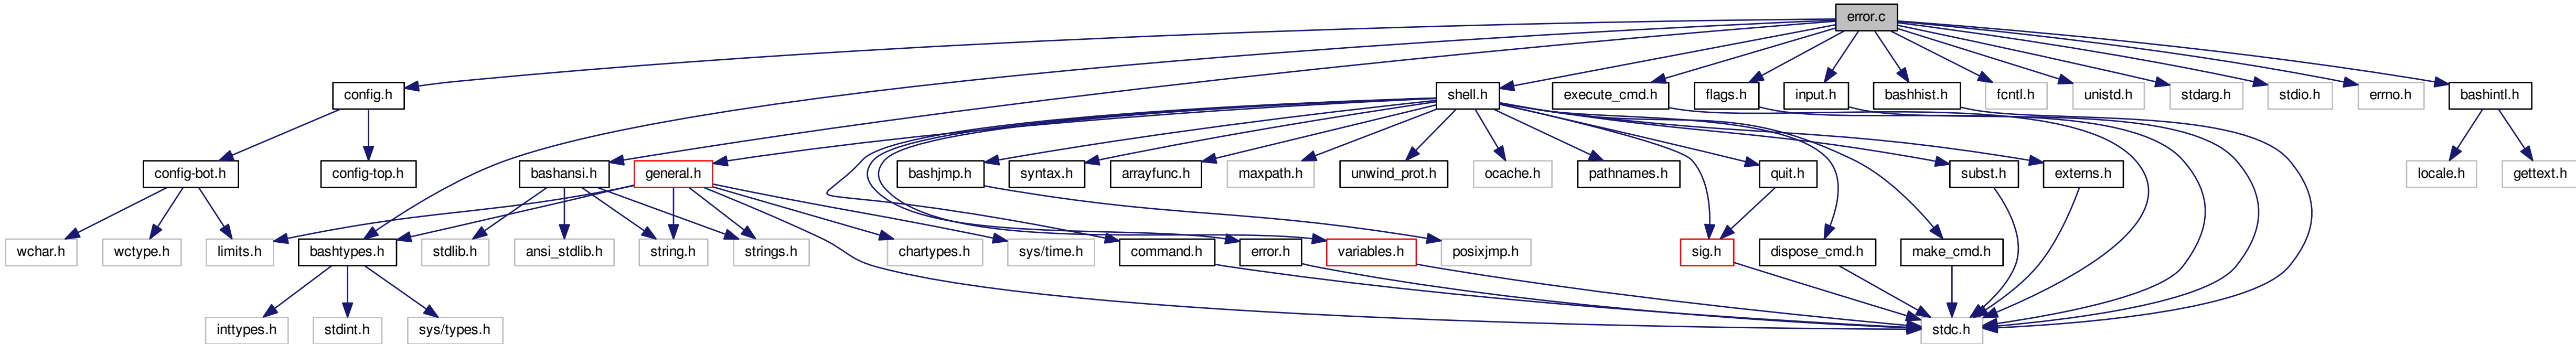 error.c
config.h
shell.h
execute_cmd.h
flags.h
input.h
bashhist.h
fcntl.h
unistd.h
stdarg.h
stdio.h
errno.h
bashintl.h
config-bot.h
config-top.h
bashansi.h
general.h
bashjmp.h
syntax.h
arrayfunc.h
maxpath.h
unwind_prot.h
ocache.h
pathnames.h
quit.h
subst.h
externs.h
locale.h
gettext.h
wchar.h
wctype.h
limits.h
bashtypes.h
stdlib.h
ansi_stdlib.h
string.h
strings.h
chartypes.h
sys/time.h
command.h
error.h
variables.h
posixjmp.h
sig.h
dispose_cmd.h
make_cmd.h
inttypes.h
stdint.h
sys/types.h
stdc.h